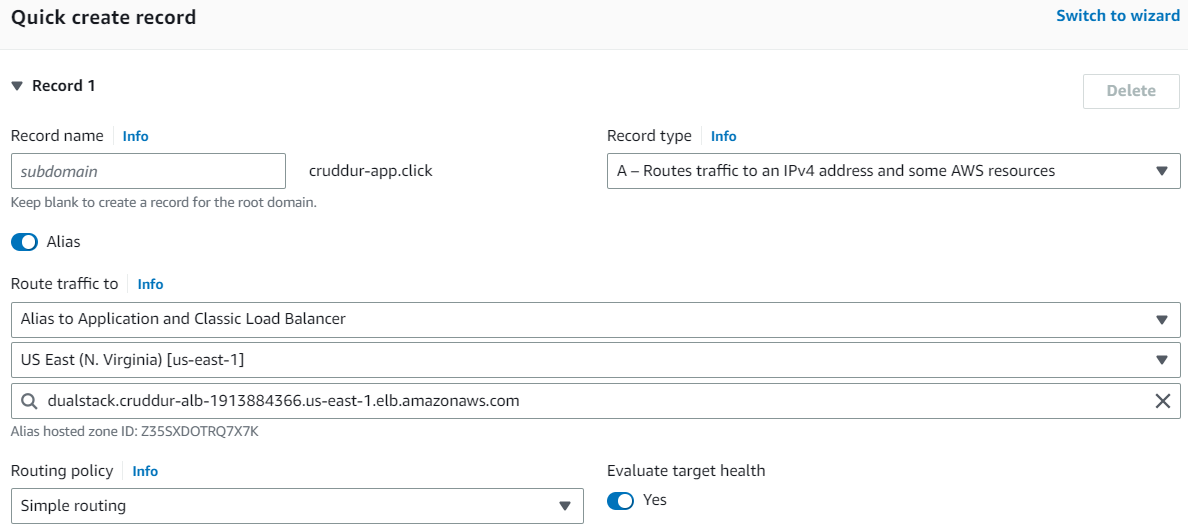 Quick create record
Switch to wizard
Record 1
Delete
Record name Info
Record type Info
subdomain
cruddur-app.click
A – Routes traffic to an IPv4 address and some AWS resources
Keep blank to create a record for the root domain.
Alias
Route traffic to Info
Alias to Application and Classic Load Balancer
US East (N. Virginia) [us-east-1]
dualstack.cruddur-alb-1913884366.us-east-1.elb.amazonaws.com
Alias hosted zone ID: Z35SXDOTRQ7X7K
Routing policy Info
Evaluate target health
Simple routing
Yes